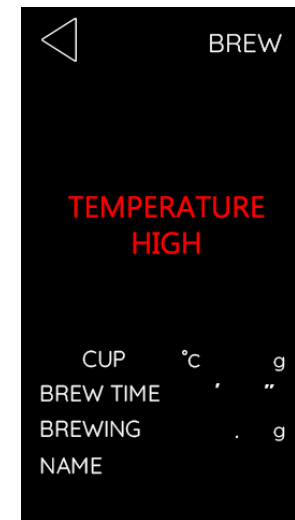 BREW
TEMPERATURE
HIGH
CUP °c g
BREW TIME ′ ″
BREWING . g
NAME